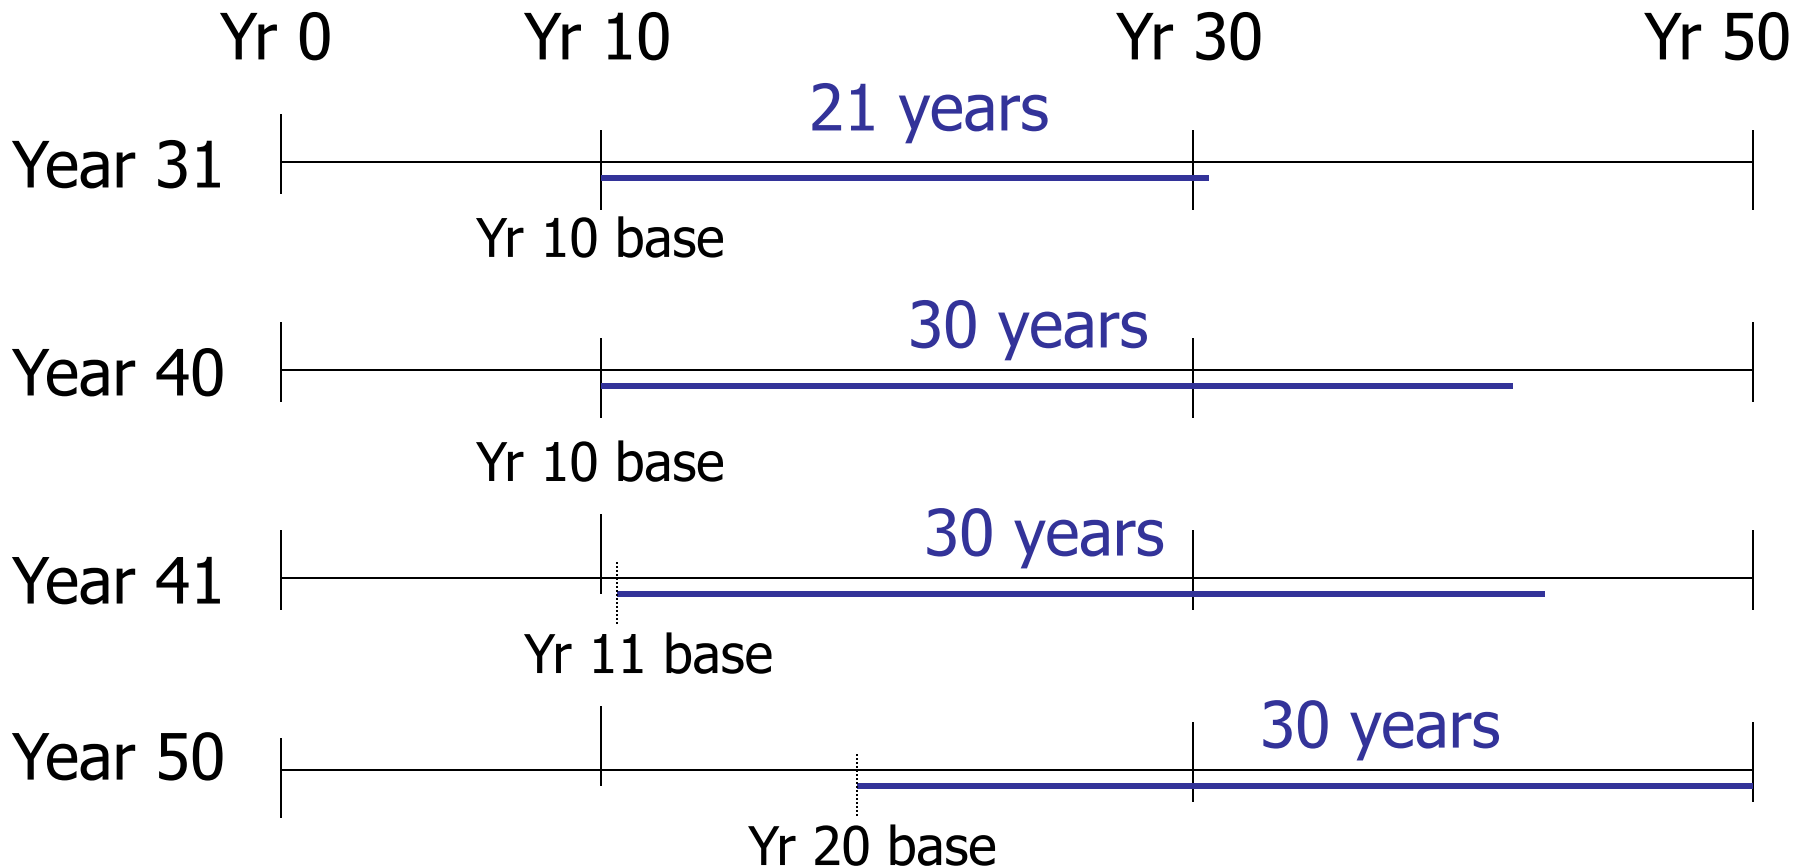 Yr 0 Yr 10 Yr 30 Yr 50
21 years
Year 31
Yr 10 base
30 years
Year 40
Yr 10 base
30 years
Year 41
Yr 11 base
30 years
Year 50
Yr 20 base